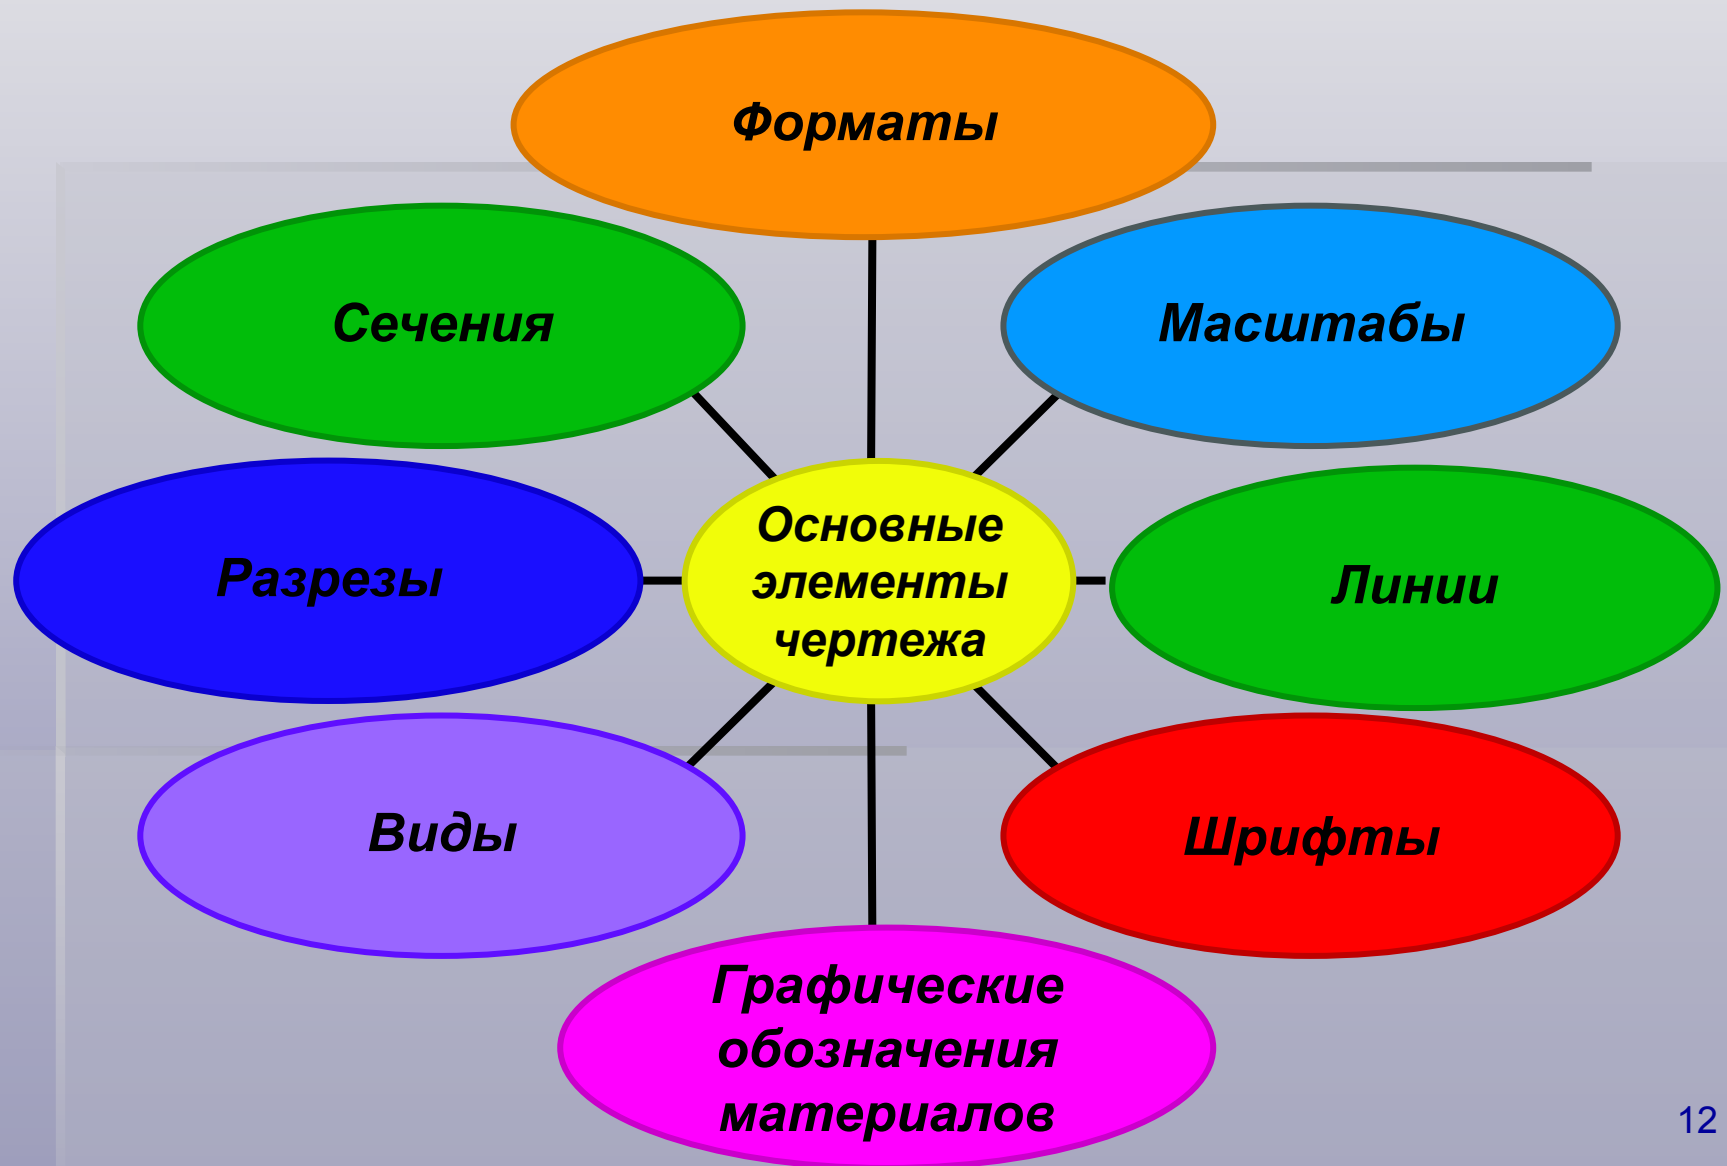 Форматы
Сечения
Масштабы
Разрезы
Основные
элементы
чертежа
Линии
Виды
Шрифты
Графические
обозначения
материалов
12